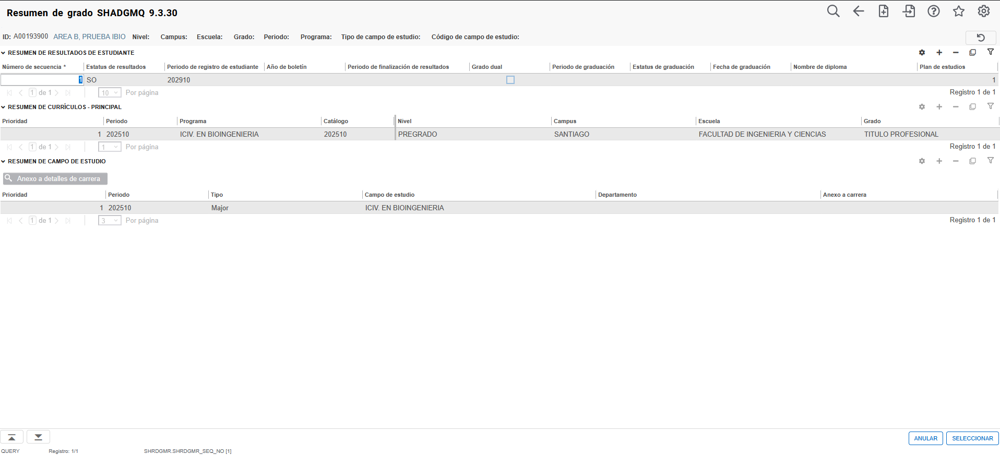 Resumen de grado SHADGMQ 9.3.30
ID: A00193900 AREA B, PRUEBA IBIO Nivel: Campus: Escuela: Grado: Periodo: Programa: Tipo de campo de estudio: Código de campo de estudio:
RESUMEN DE RESULTADOS DE ESTUDIANTE
Número de secuencia * Estatus de resultados Periodo de registro de estudiante Año de boletín Periodo de finalización de resultados Grado dual Periodo de graduación Estatus de graduación Fecha de graduación Nombre de diploma Plan de estudios
1 SO 202910 1
1 de 1 10 Por página Registro 1 de 1
RESUMEN DE CURRÍCULOS - PRINCIPAL
Prioridad Periodo Programa Catálogo Nivel Campus Escuela Grado
1 202510 ICIV. EN BIOINGENIERIA 202510 PREGRADO SANTIAGO FACULTAD DE INGENIERIA Y CIENCIAS TITULO PROFESIONAL
1 de 1 1 Por página Registro 1 de 1
RESUMEN DE CAMPO DE ESTUDIO
Anexo a detalles de carrera
Prioridad Periodo Tipo Campo de estudio Departamento Anexo a carrera
1 202510 Major ICIV. EN BIOINGENIERIA
1 de 1 3 Por página Registro 1 de 1
ANULAR SELECCIONAR
QUERY Registro: 1/1 SHRDGMR.SHRDGMR_SEQ_NO [1]